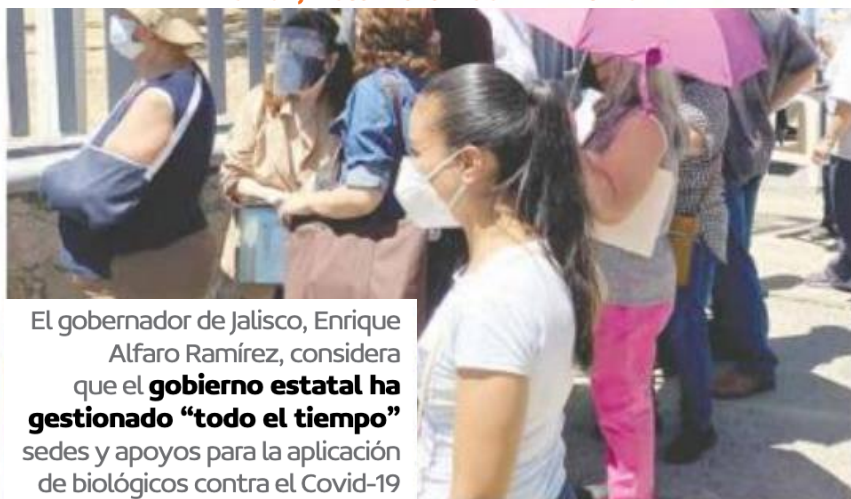 El gobernador de Jalisco, Enrique
Alfaro Ramírez, considera
que el gobierno estatal ha
gestionado “todo el tiempo”
sedes y apoyos para la aplicación
de biológicos contra el Covid-19